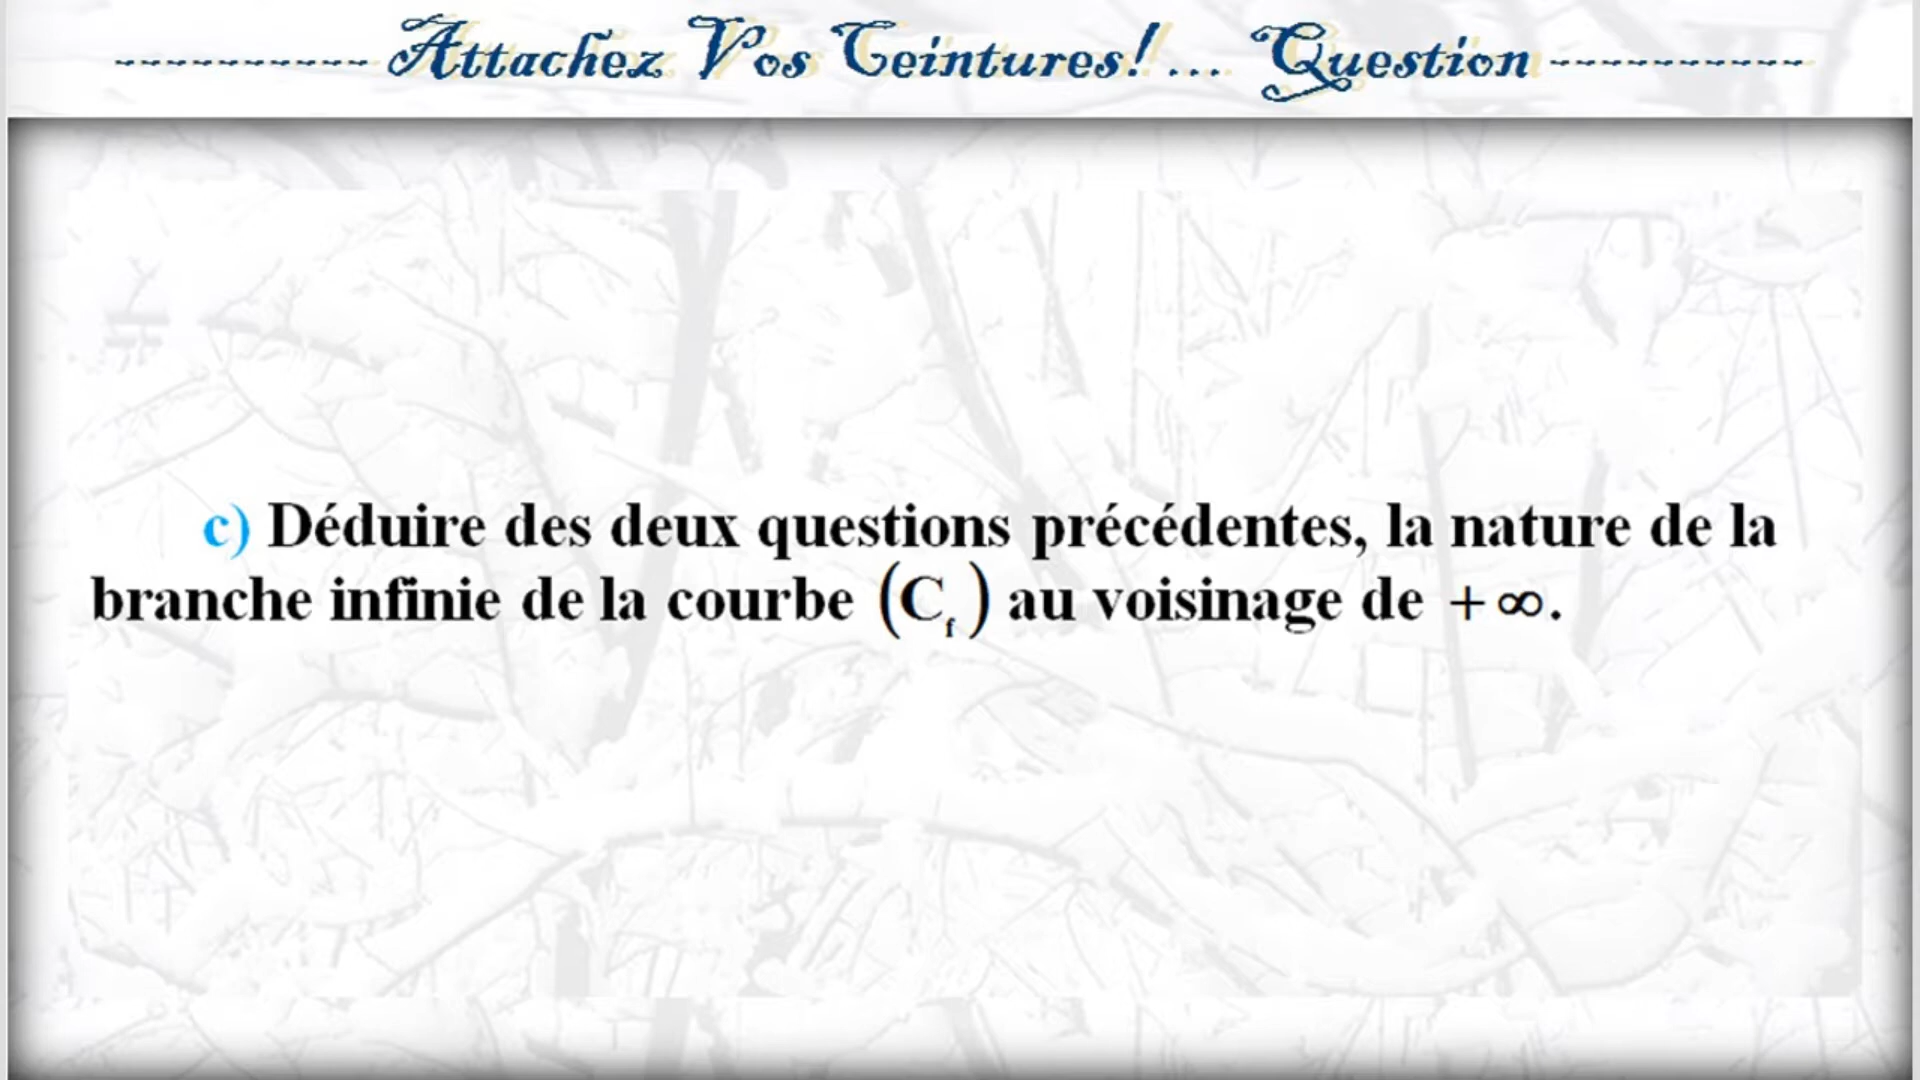 ---------- Attachez Vos Ceintures!... Question ----------
c) Déduire des deux questions précédentes, la nature de la
branche infinie de la courbe (C_f) au voisinage de +∞.